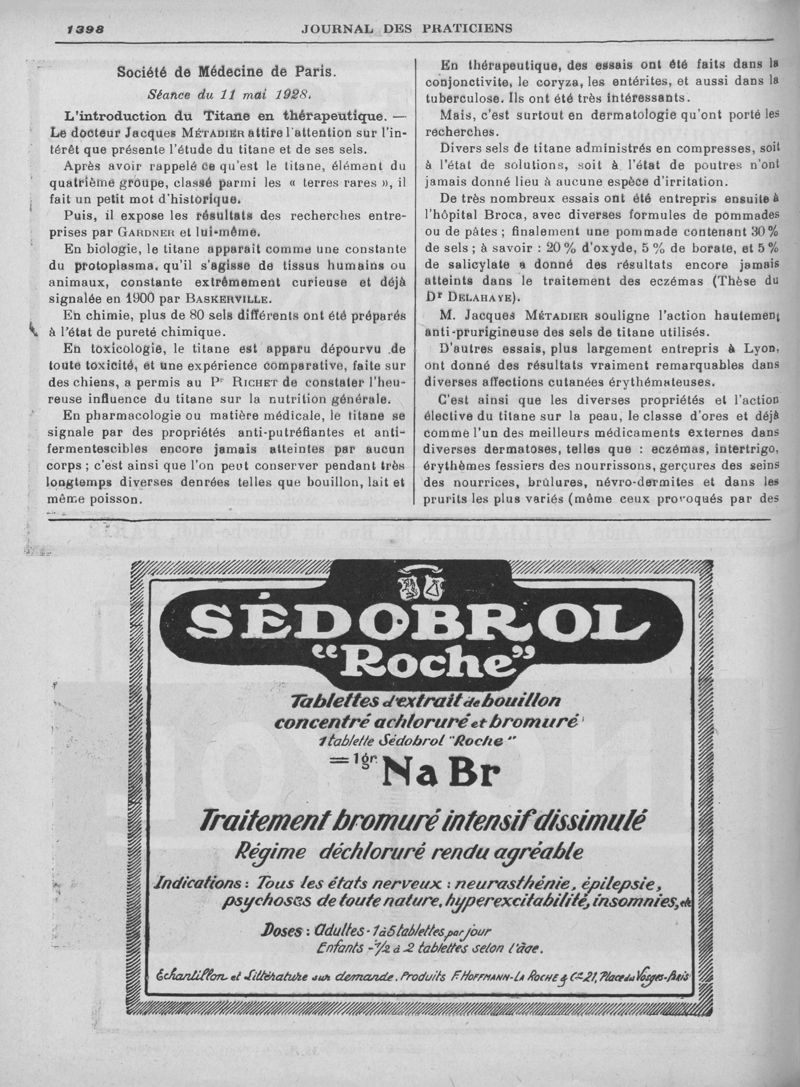 1398
JOURNAL DES PRATICIENS
Société de Médecine de Paris.
Séance du 11 mai 1928.
L'introduction du Titane en thérapeutique. —
Le docteur Jacques MÉTADIER attire l'attention sur l'in-
térêt que présente l'étude du titane et de ses sels.
Après avoir rappelé ce qu'est le titane, élément du
quatrième groupe, classé parmi les « terres rares », il
fait un petit mot d'historique.
Puis, il expose les résultats des recherches entre-
prises par GARDNER et lui-même.
En biologie, le titane apparait comme une constante
du protoplasma, qu'il s'agisse de tissus humains ou
animaux, constante extrêmement curieuse et déjà
signalée en 1900 par BASKERVILLE.
En chimie, plus de 80 sels différents ont été préparés
à l'état de pureté chimique.
En toxicologie, le titane est apparu dépourvu de
toute toxicité, et une expérience comparative, faite sur
des chiens, a permis au Pr RICHET de constater l'heu-
reuse influence du titane sur la nutrition générale.
En pharmacologie ou matière médicale, le titane se
signale par des propriétés anti-putréfiantes et anti-
fermentescibles encore jamais atteintes par aucun
corps ; c'est ainsi que l'on peut conserver pendant très
longtemps diverses denrées telles que bouillon, lait et
même poisson.
En thérapeutique, des essais ont été faits dans la
conjonctivite, le coryza, les entérites, et aussi dans la
tuberculose. Ils ont été très intéressants.
Mais, c'est surtout en dermatologie qu'ont porté les
recherches.
Divers sels de titane administrés en compresses, soit
à l'état de solutions, soit à l'état de poutres n'ont
jamais donné lieu à aucune espèce d'irritation.
De très nombreux essais ont été entrepris ensuite à
l'hôpital Broca, avec diverses formules de pommades
ou de pâtes ; finalement une pommade contenant 30 %
de sels ; à savoir : 20 % d'oxyde, 5 % de borate, et 5 %
de salicylate a donné des résultats encore jamais
atteints dans le traitement des eczémas (Thèse du
Dr DELAHAYE).
M. Jacques MÉTADIER souligne l'action hautement
anti-prurigineuse des sels de titane utilisés.
D'autres essais, plus largement entrepris à Lyon,
ont donné des résultats vraiment remarquables dans
diverses affections cutanées érythémateuses.
C'est ainsi que les diverses propriétés et l'action
élective du titane sur la peau, le classe d'ores et déjà
comme l'un des meilleurs médicaments externes dans
diverses dermatoses, telles que : eczémas, intertrigo,
érythèmes fessiers des nourrissons, gerçures des seins
des nourrices, brûlures, névro-dermites et dans les
prurits les plus variés (même ceux provoqués par des
SÉDOBROL
"Roche"
Tablettes d'extrait de bouillon
concentré achloruré et bromuré
1 tablette Sédobrol "Roche"
= 1gr. Na Br
Traitement bromuré intensif dissimulé
Régime déchloruré rendu agréable
Indications : Tous les états nerveux : neurasthénie, épilepsie,
psychoses de toute nature, hyperexcitabilité, insomnies, etc
Doses : Adultes - 1 à 5 tablettes par jour
Enfants - 1/2 à 2 tablettes selon l'âge.
Échantillon et Littérature sur demande. Produits F. HOFFMANN-LA ROCHE & Cie 21, Place des Vosges-Paris